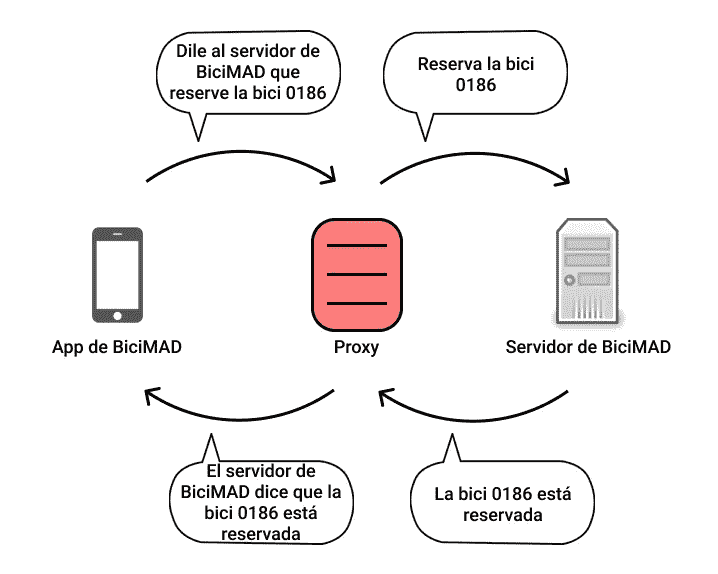 Dile al servidor de
BiciMAD que
reserve la bici 0186
Reserva la bici
0186
App de BiciMAD
Proxy
Servidor de BiciMAD
El servidor de
BiciMAD dice que la
bici 0186 está
reservada
La bici 0186 está
reservada